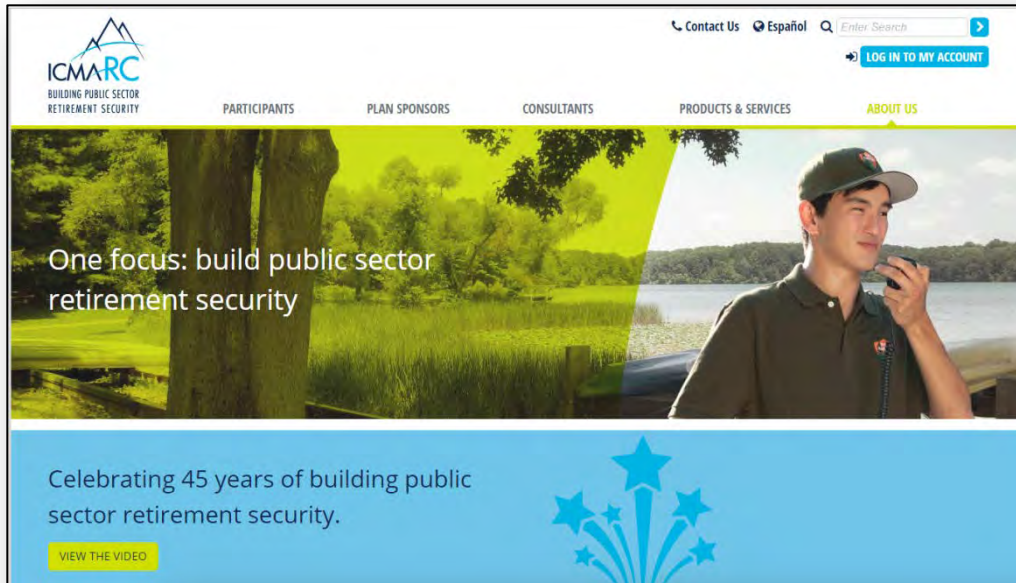 Contact Us
Español
Enter Search
LOG IN TO MY ACCOUNT
ICMARC
BUILDING PUBLIC SECTOR
RETIREMENT SECURITY
PARTICIPANTS
PLAN SPONSORS
CONSULTANTS
PRODUCTS & SERVICES
ABOUT US
One focus: build public sector
retirement security
Celebrating 45 years of building public
sector retirement security.
VIEW THE VIDEO